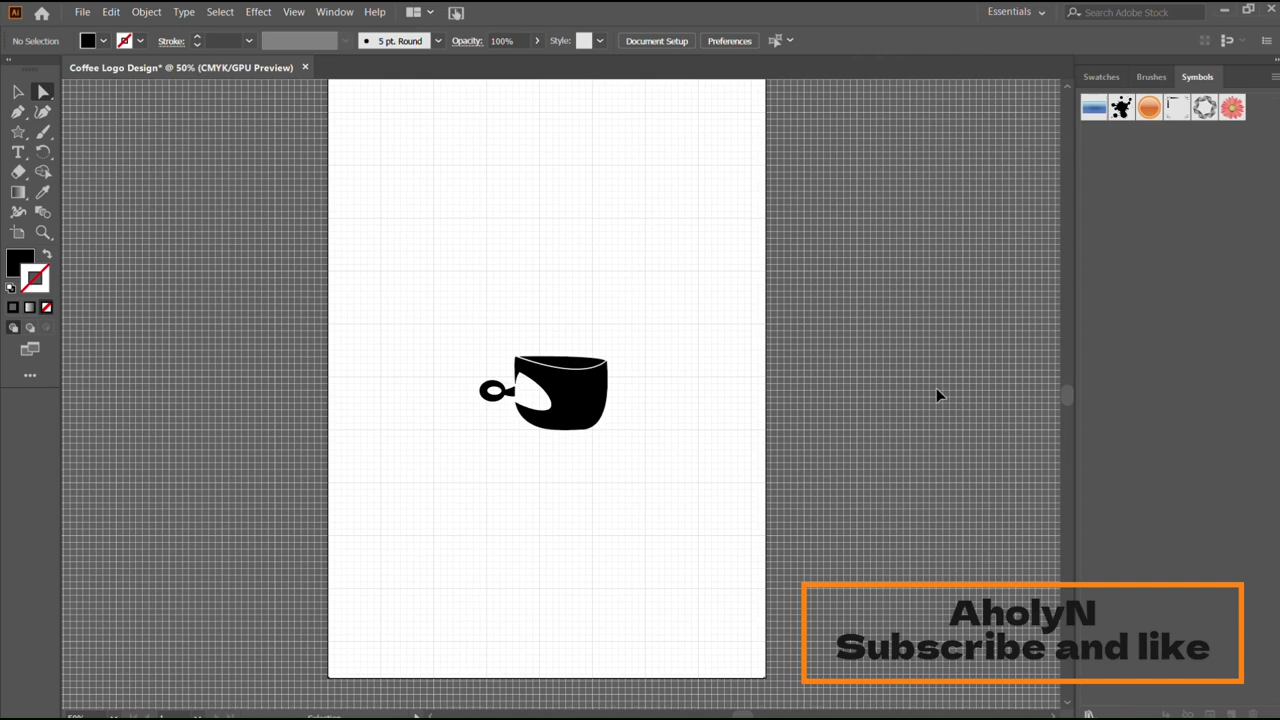 Ai File Edit Object Type Select Effect View Window Help Essentials Search Adobe Stock
No Selection Stroke: 5 pt. Round Opacity: 100% Style: Document Setup Preferences
Coffee Logo Design* @ 50% (CMYK/GPU Preview) ×
Swatches Brushes Symbols
AholyN
Subscribe and like